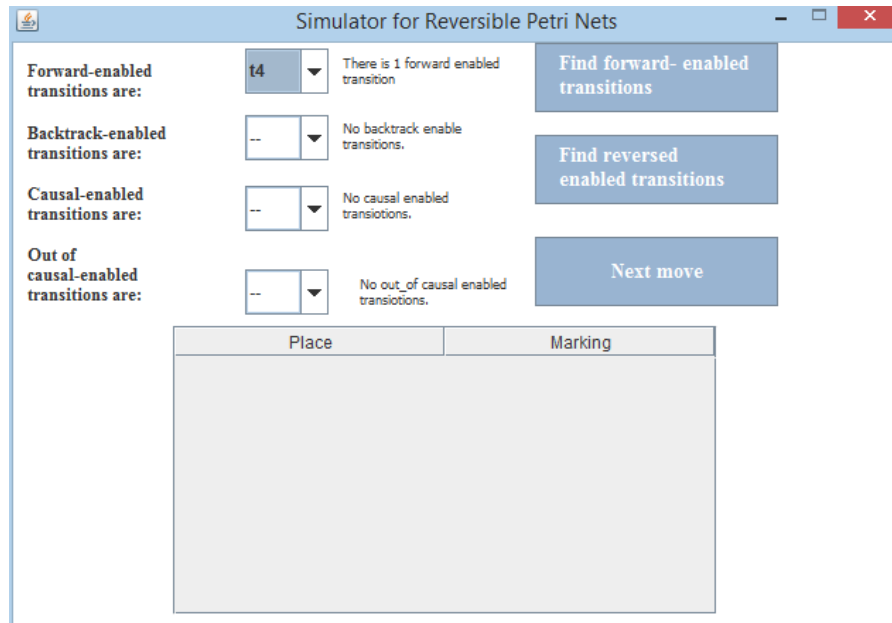 Simulator for Reversible Petri Nets
Forward-enabled
transitions are:
t4
There is 1 forward enabled
transition
Find forward- enabled
transitions
Backtrack-enabled
transitions are:
--
No backtrack enable
transitions.
Find reversed
enabled transitions
Causal-enabled
transitions are:
--
No causal enabled
transiotions.
Out of
causal-enabled
transitions are:
--
No out_of causal enabled
transiotions.
Next move
Place Marking